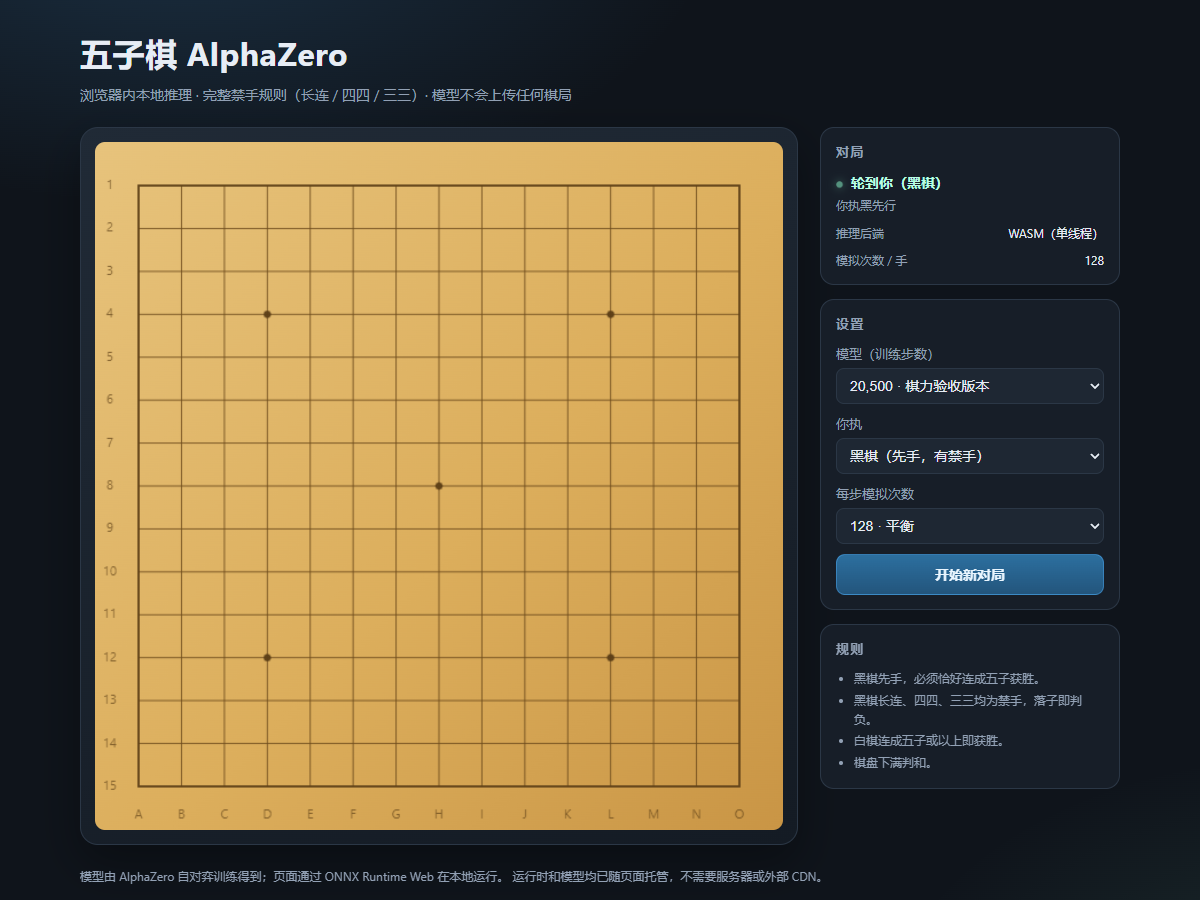 五子棋 AlphaZero
浏览器内本地推理 · 完整禁手规则（长连 / 四四 / 三三）· 模型不会上传任何棋局
1
2
3
4
5
6
7
8
9
10
11
12
13
14
15
A B C D E F G H I J K L M N O
对局
轮到你（黑棋）
你执黑先行
推理后端 WASM（单线程）
模拟次数 / 手 128
设置
模型（训练步数）
20,500 · 棋力验收版本
你执
黑棋（先手，有禁手）
每步模拟次数
128 · 平衡
开始新对局
规则
黑棋先手，必须恰好连成五子获胜。
黑棋长连、四四、三三均为禁手，落子即判
负。
白棋连成五子或以上即获胜。
棋盘下满判和。
模型由 AlphaZero 自对弈训练得到；页面通过 ONNX Runtime Web 在本地运行。 运行时和模型均已随页面托管，不需要服务器或外部 CDN。